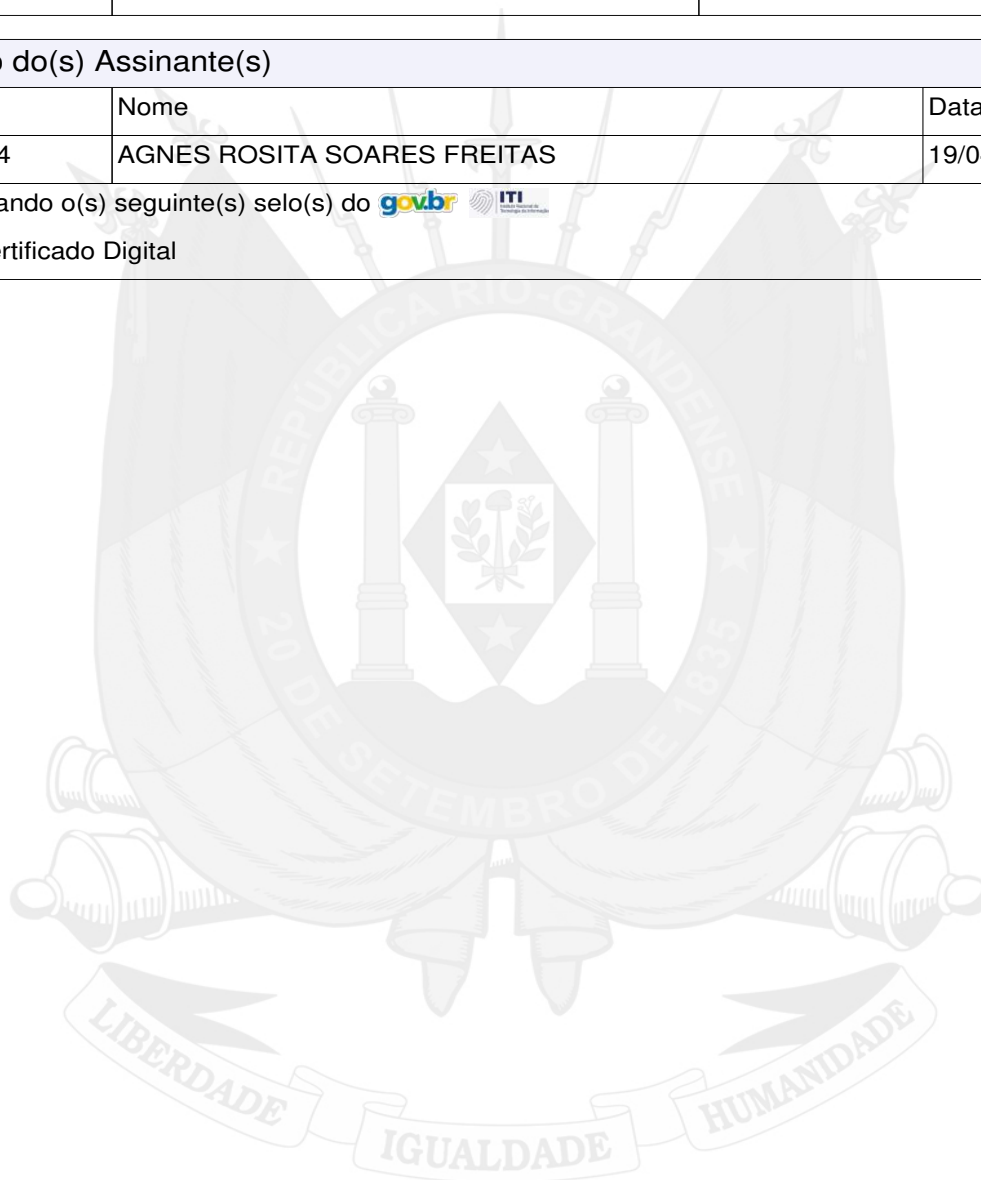 o do(s) Assinante(s)
Nome
Data
4
AGNES ROSITA SOARES FREITAS
19/0
ando o(s) seguinte(s) selo(s) do gov.br ITI
rtificado Digital
REPÚBLICA RIO-GRANDENSE
20 DE SETEMBRO DE 1835
LIBERDADE
IGUALDADE
HUMANIDADE